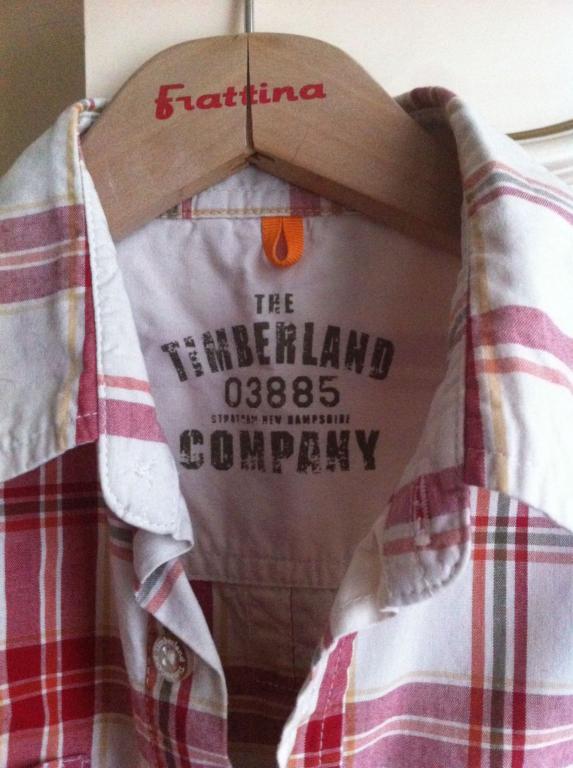 Frattina
THE
TIMBERLAND
03885
STRATHAM-NEW HAMPSHIRE
COMPANY